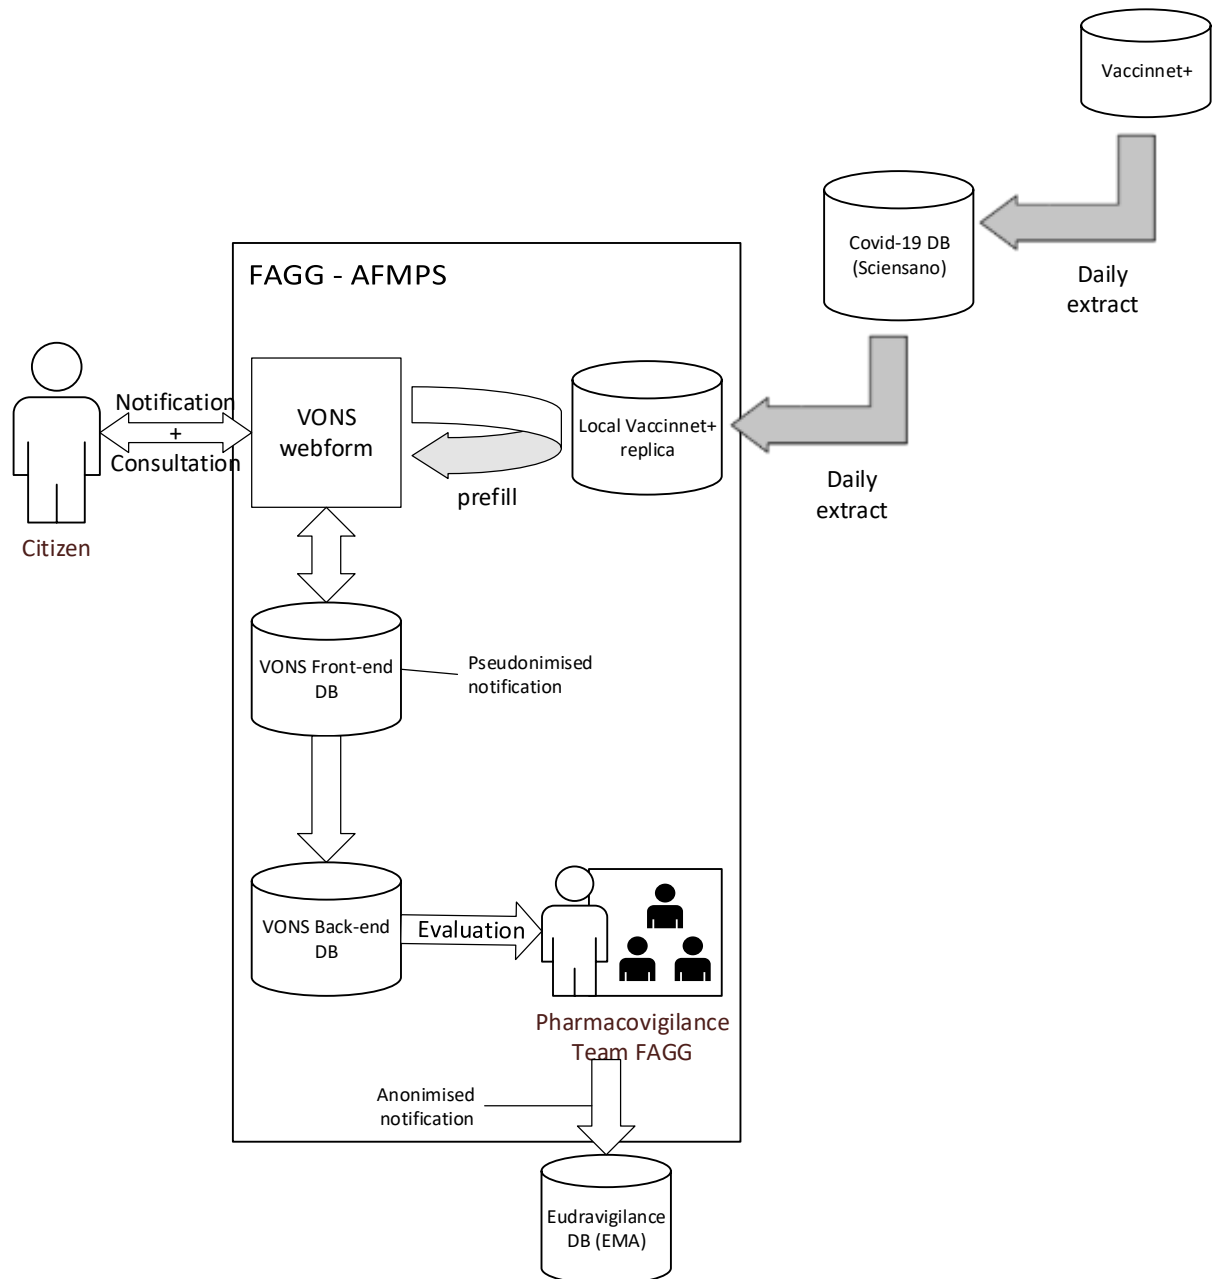 Vaccinnet+
Covid-19 DB
(Sciensano)
Daily
extract
FAGG - AFMPS
Notification
+
Consultation
Citizen
VONS
webform
prefill
Local Vaccinnet+
replica
Daily
extract
VONS Front-end
DB
Pseudonimised
notification
VONS Back-end
DB
Evaluation
Pharmacovigilance
Team FAGG
Anonimised
notification
Eudravigilance
DB (EMA)